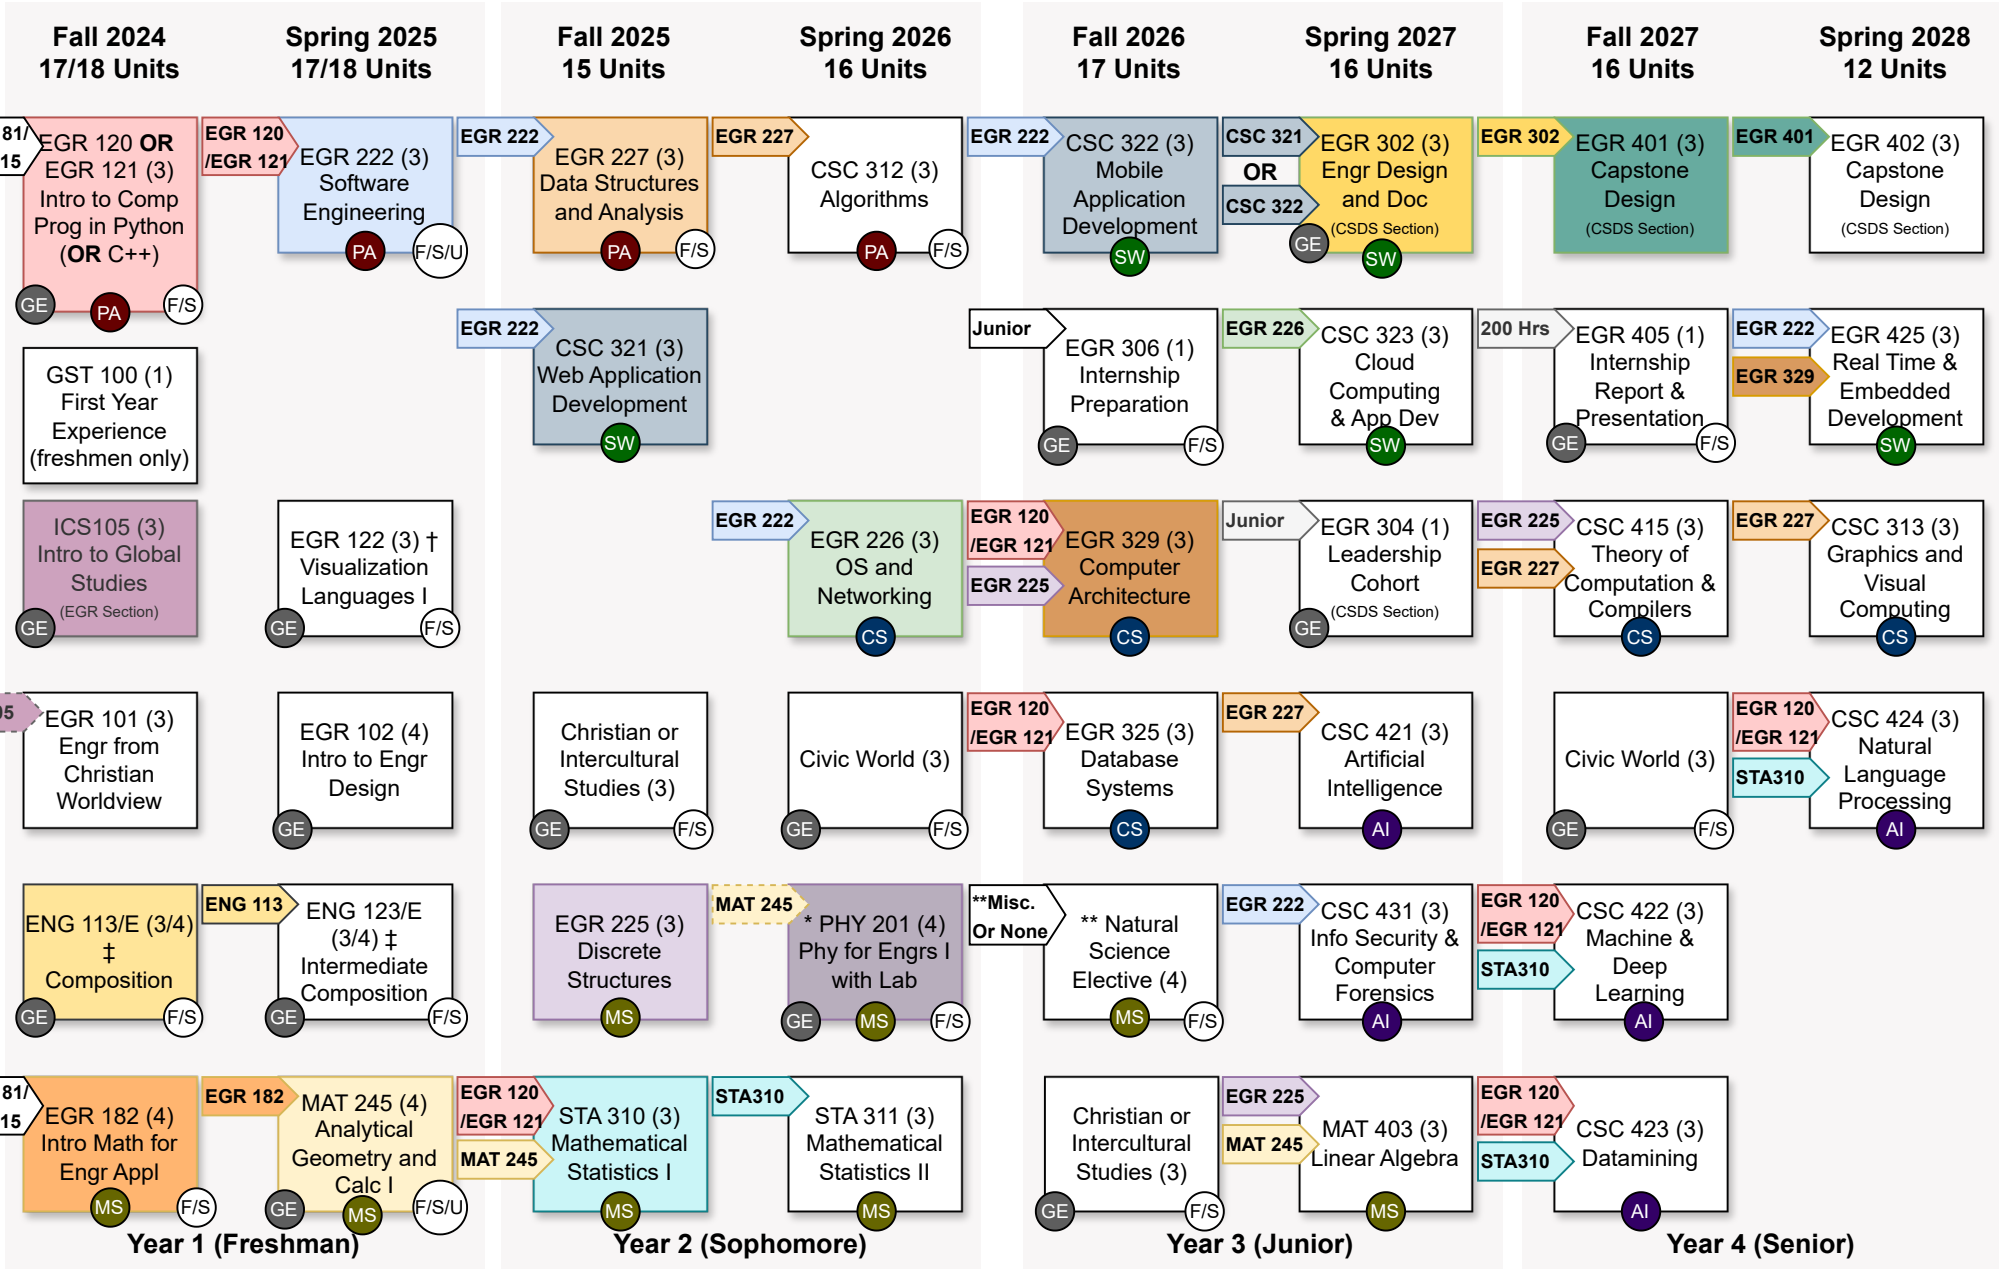 Fall 2024
17/18 Units
Spring 2025
17/18 Units
Fall 2025
15 Units
Spring 2026
16 Units
Fall 2026
17 Units
Spring 2027
16 Units
Fall 2027
16 Units
Spring 2028
12 Units
81/
15
EGR 120 OR
EGR 121 (3)
Intro to Comp
Prog in Python
(OR C++)
GE
PA
F/S
EGR 120
/EGR 121
EGR 222 (3)
Software
Engineering
PA
F/S/U
EGR 222
EGR 227 (3)
Data Structures
and Analysis
PA
F/S
EGR 227
CSC 312 (3)
Algorithms
PA
F/S
EGR 222
CSC 322 (3)
Mobile
Application
Development
SW
CSC 321
OR
CSC 322
EGR 302 (3)
Engr Design
and Doc
(CSDS Section)
GE
SW
EGR 302
EGR 401 (3)
Capstone
Design
(CSDS Section)
EGR 401
EGR 402 (3)
Capstone
Design
(CSDS Section)
GST 100 (1)
First Year
Experience
(freshmen only)
EGR 222
CSC 321 (3)
Web Application
Development
SW
Junior
EGR 306 (1)
Internship
Preparation
GE
F/S
EGR 226
CSC 323 (3)
Cloud
Computing
& App Dev
SW
200 Hrs
EGR 405 (1)
Internship
Report &
Presentation
GE
F/S
EGR 222
EGR 329
EGR 425 (3)
Real Time &
Embedded
Development
SW
ICS105 (3)
Intro to Global
Studies
(EGR Section)
GE
EGR 122 (3) †
Visualization
Languages I
GE
F/S
EGR 222
EGR 226 (3)
OS and
Networking
CS
EGR 120
/EGR 121
EGR 225
EGR 329 (3)
Computer
Architecture
CS
Junior
EGR 304 (1)
Leadership
Cohort
(CSDS Section)
GE
EGR 225
EGR 227
CSC 415 (3)
Theory of
Computation &
Compilers
CS
EGR 227
CSC 313 (3)
Graphics and
Visual
Computing
CS
05
EGR 101 (3)
Engr from
Christian
Worldview
EGR 102 (4)
Intro to Engr
Design
GE
Christian or
Intercultural
Studies (3)
GE
F/S
Civic World (3)
GE
F/S
EGR 120
/EGR 121
EGR 325 (3)
Database
Systems
CS
EGR 227
CSC 421 (3)
Artificial
Intelligence
AI
Civic World (3)
GE
F/S
EGR 120
/EGR 121
STA310
CSC 424 (3)
Natural
Language
Processing
AI
ENG 113/E (3/4)
‡
Composition
GE
F/S
ENG 113
ENG 123/E
(3/4) ‡
Intermediate
Composition
GE
F/S
EGR 225 (3)
Discrete
Structures
MS
MAT 245
* PHY 201 (4)
Phy for Engrs I
with Lab
GE
MS
F/S
**Misc.
Or None
** Natural
Science
Elective (4)
MS
F/S
EGR 222
CSC 431 (3)
Info Security &
Computer
Forensics
AI
EGR 120
/EGR 121
STA310
CSC 422 (3)
Machine &
Deep
Learning
AI
81/
15
EGR 182 (4)
Intro Math for
Engr Appl
MS
F/S
EGR 182
MAT 245 (4)
Analytical
Geometry and
Calc I
GE
MS
F/S/U
EGR 120
/EGR 121
MAT 245
STA 310 (3)
Mathematical
Statistics I
MS
STA310
STA 311 (3)
Mathematical
Statistics II
MS
Christian or
Intercultural
Studies (3)
GE
F/S
EGR 225
MAT 245
MAT 403 (3)
Linear Algebra
MS
EGR 120
/EGR 121
STA310
CSC 423 (3)
Datamining
AI
Year 1 (Freshman)
Year 2 (Sophomore)
Year 3 (Junior)
Year 4 (Senior)